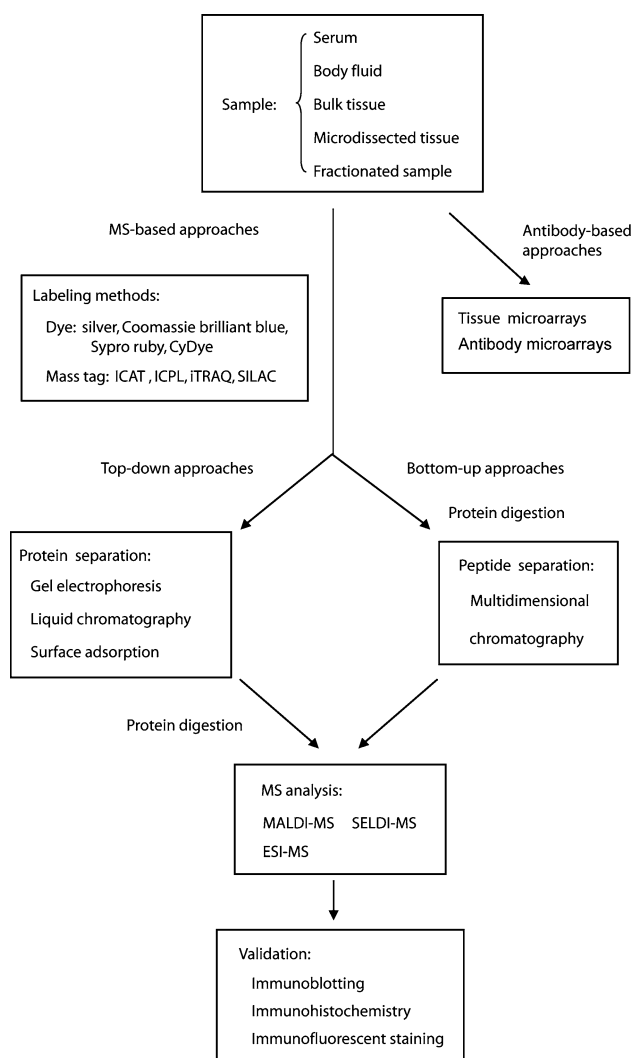 Sample:
Serum
Body fluid
Bulk tissue
Microdissected tissue
Fractionated sample
MS-based approaches
Antibody-based
approaches
Labeling methods:
Dye: silver, Coomassie brilliant blue,
Sypro ruby, CyDye
Mass tag: ICAT , ICPL, iTRAQ, SILAC
Tissue microarrays
Antibody microarrays
Top-down approaches
Bottom-up approaches
Protein digestion
Protein separation:
Gel electrophoresis
Liquid chromatography
Surface adsorption
Peptide separation:
Multidimensional
chromatography
Protein digestion
MS analysis:
MALDI-MS SELDI-MS
ESI-MS
Validation:
Immunoblotting
Immunohistochemistry
Immunofluorescent staining